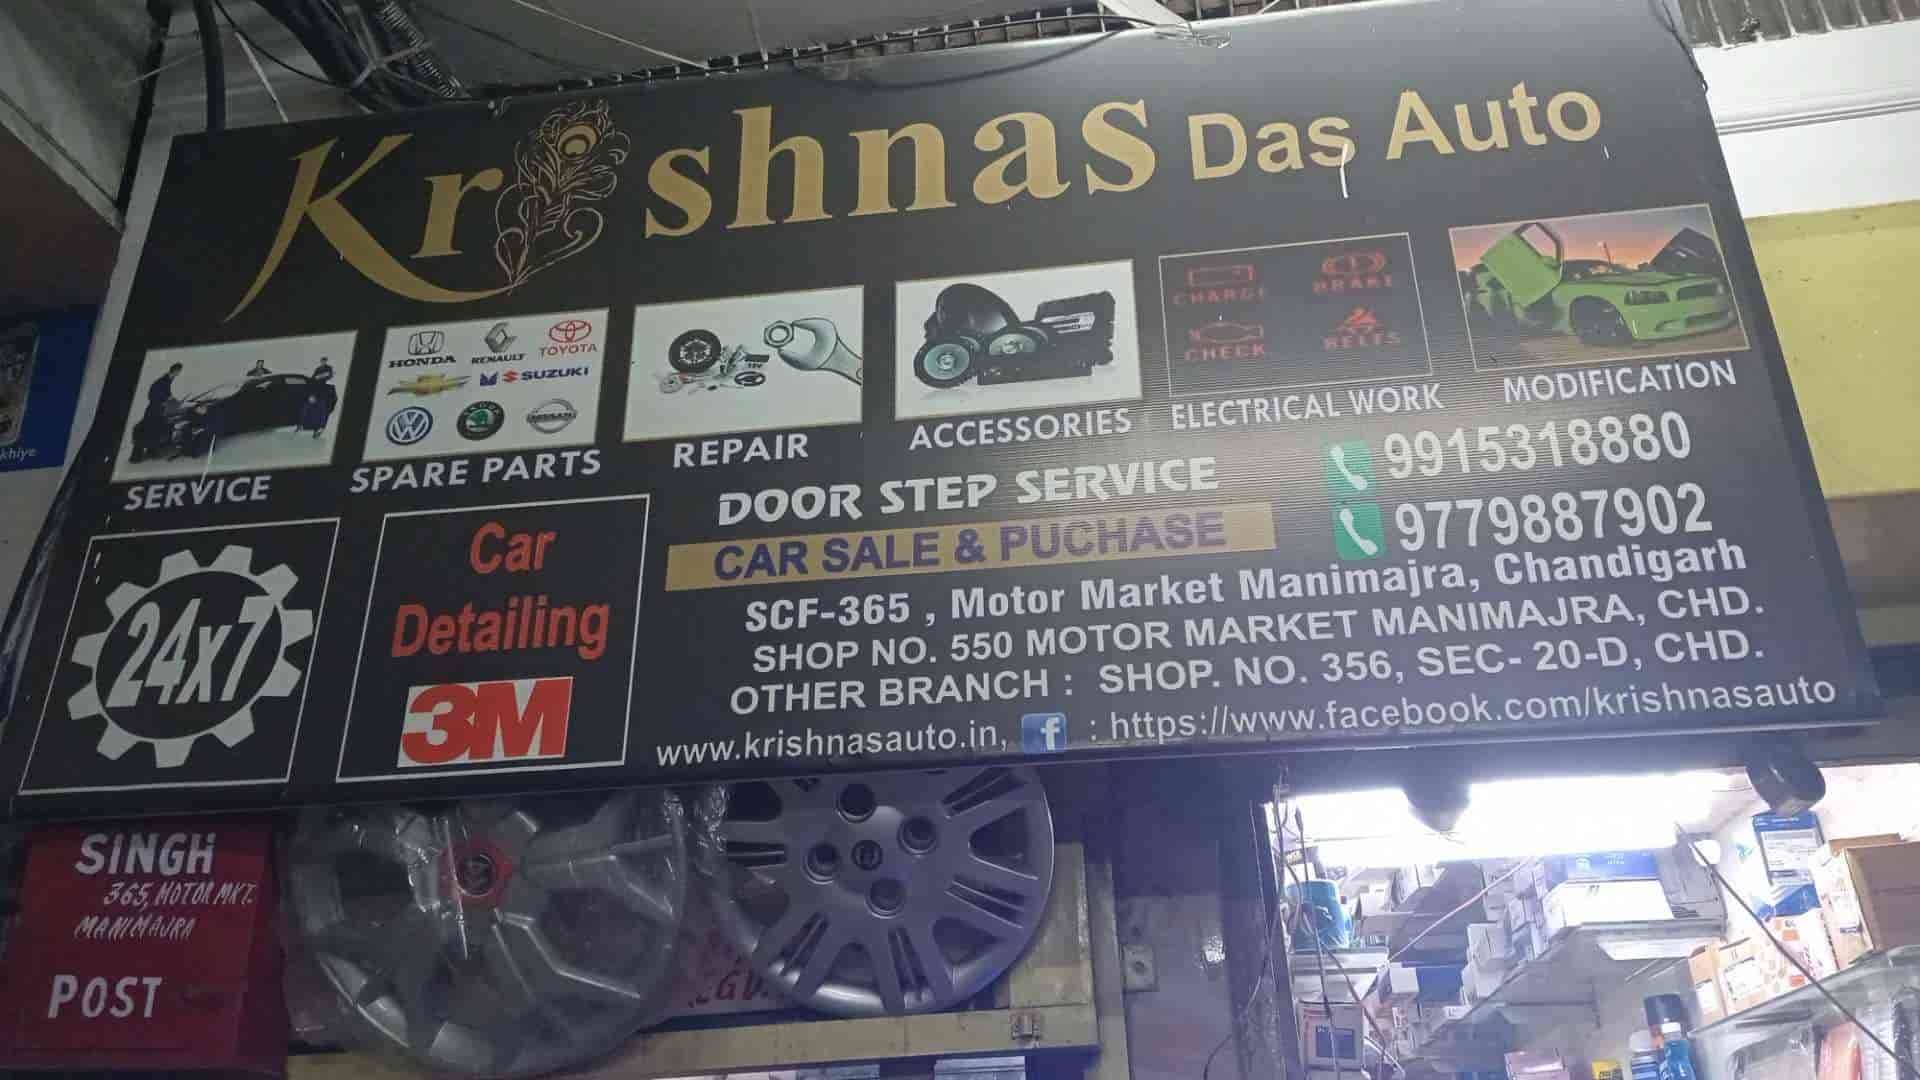 Krishnas Das Auto
HONDA RENAULT TOYOTA
SUZUKI
NISSAN
CHARGE BRAKE
CHECK BELTS
SERVICE SPARE PARTS REPAIR ACCESSORIES ELECTRICAL WORK MODIFICATION
DOOR STEP SERVICE 9915318880
CAR SALE & PUCHASE 9779887902
24x7
Car
Detailing
3M
SCF-365 , Motor Market Manimajra, Chandigarh
SHOP NO. 550 MOTOR MARKET MANIMAJRA, CHD.
OTHER BRANCH : SHOP. NO. 356, SEC- 20-D, CHD.
www.krishnasauto.in, f : https://www.facebook.com/krishnasauto
SINGH
365, MOTOR MKT.
MANIMAJRA
POST